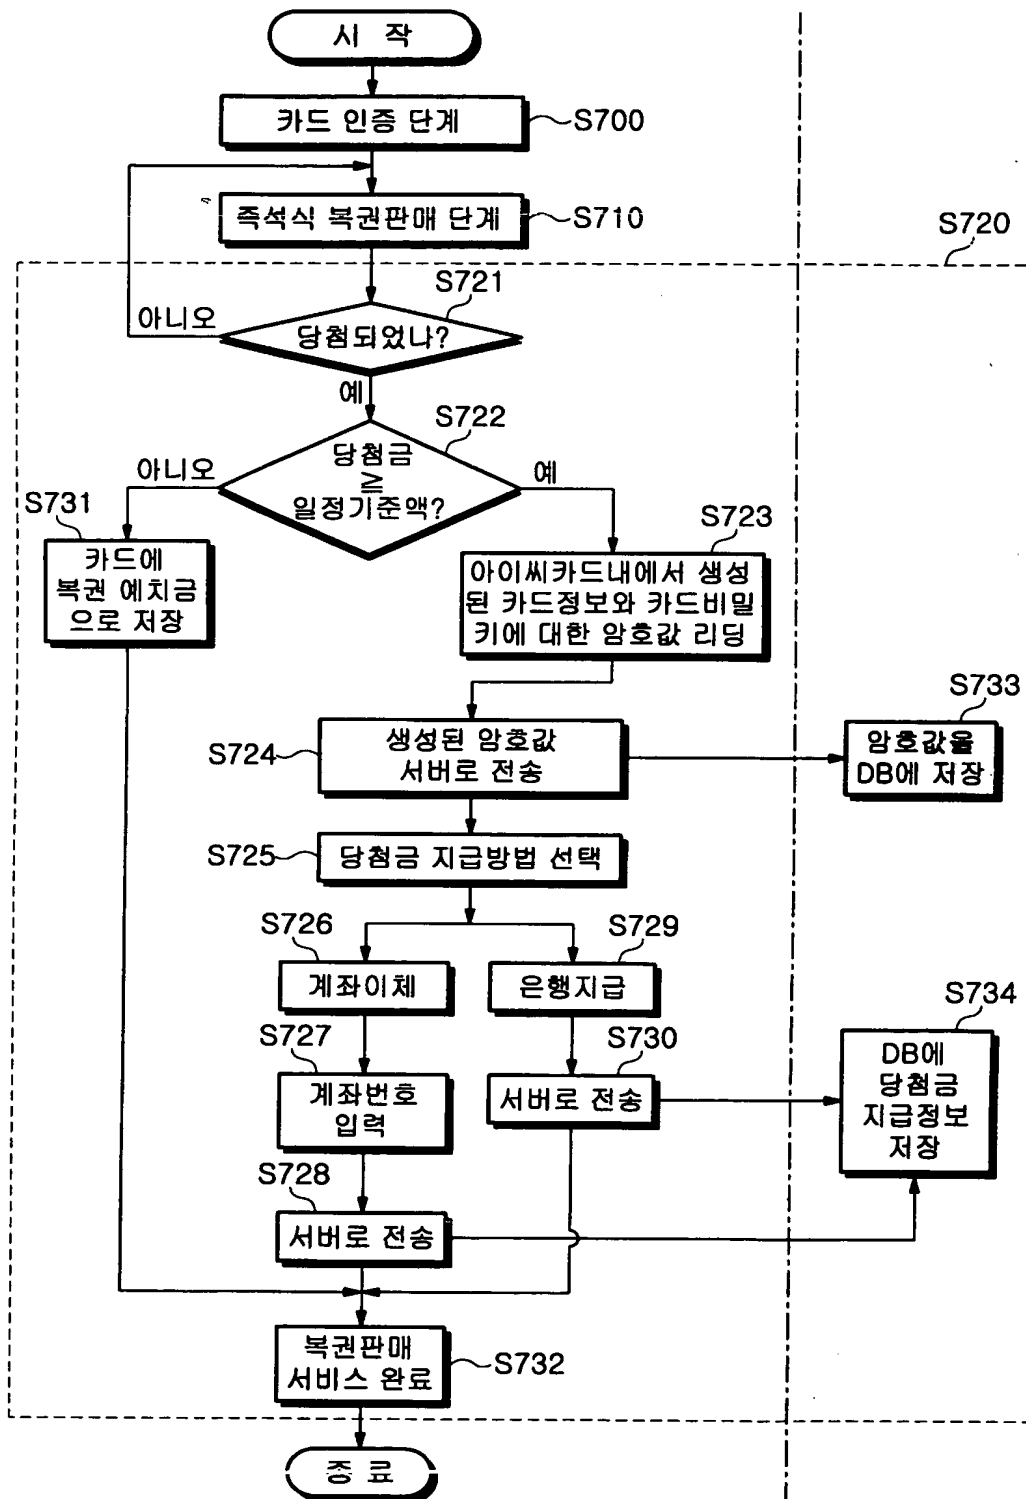 시 작
카드 인증 단계
S700
즉석식 복권판매 단계
S710
S720
S721
당첨되었나?
아니오
예
S722
당첨금
≧
일정기준액?
아니오
예
S731
카드에
복권 예치금
으로 저장
S723
아이씨카드내에서 생성
된 카드정보와 카드비밀
키에 대한 암호값 리딩
S724
생성된 암호값
서버로 전송
S733
암호값을
DB에 저장
S725
당첨금 지급방법 선택
S726
계좌이체
S729
은행지급
S727
계좌번호
입력
S730
서버로 전송
S734
DB에
당첨금
지급정보
저장
S728
서버로 전송
복권판매
서비스 완료
S732
종 료